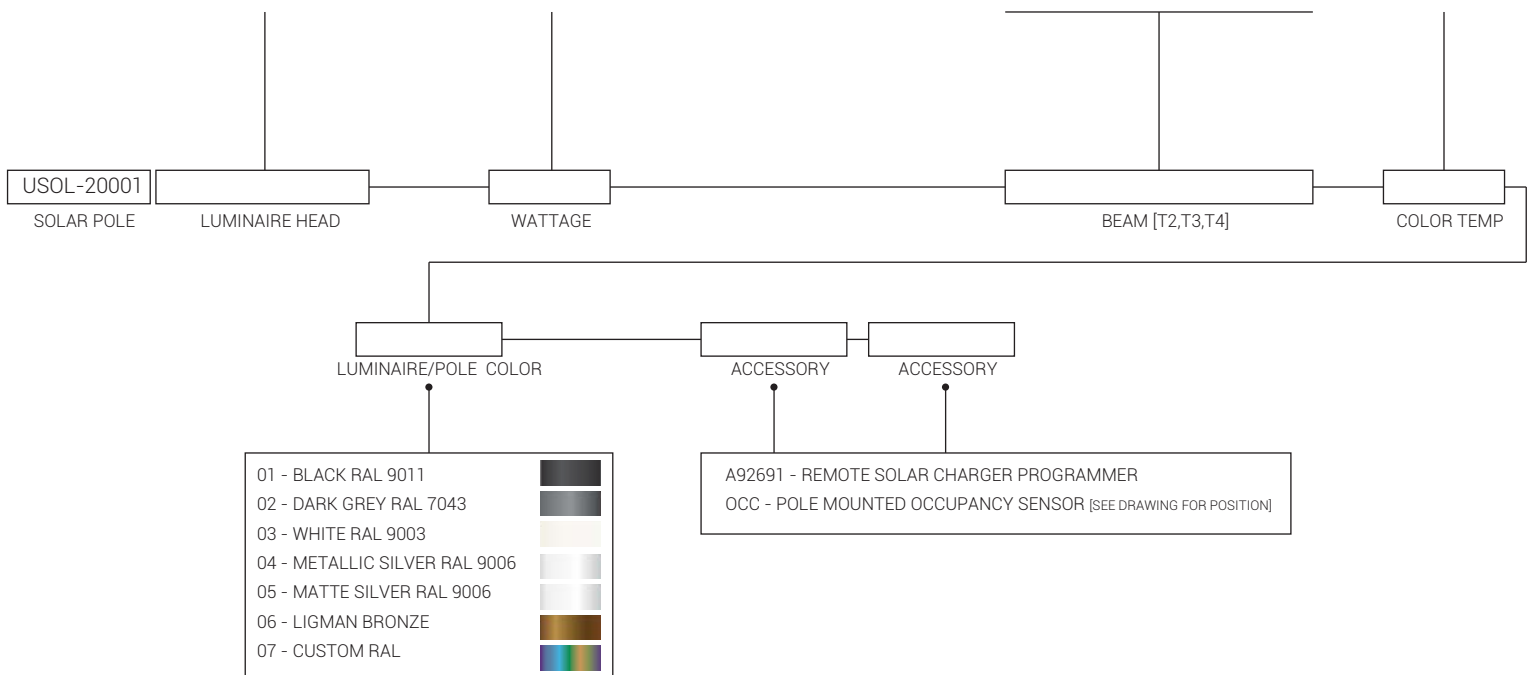 USOL-20001
SOLAR POLE
LUMINAIRE HEAD
WATTAGE
BEAM [T2,T3,T4]
COLOR TEMP
LUMINAIRE/POLE COLOR
ACCESSORY
ACCESSORY
01 - BLACK RAL 9011
02 - DARK GREY RAL 7043
03 - WHITE RAL 9003
04 - METALLIC SILVER RAL 9006
05 - MATTE SILVER RAL 9006
06 - LIGMAN BRONZE
07 - CUSTOM RAL
A92691 - REMOTE SOLAR CHARGER PROGRAMMER
OCC - POLE MOUNTED OCCUPANCY SENSOR [SEE DRAWING FOR POSITION]